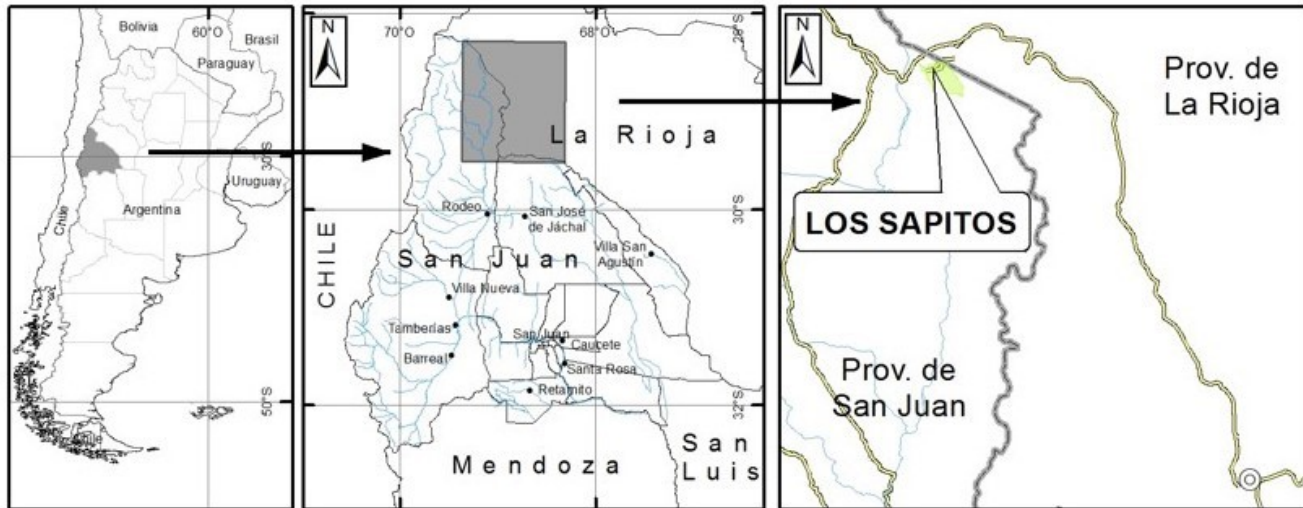 Bolivia
60°O
Brasil
Paraguay
30°S
Uruguay
Chile
Argentina
50°S
Chile
N
70°O
68°O
28°S
La Rioja
30°S
Rodeo
San José
de Jáchal
Villa San
Agustín
CHILE
San Juan
Villa Nueva
Tamberías
San Juan
Caucete
Barreal
Santa Rosa
Retamito
32°S
Mendoza
San
Luis
N
Prov. de
La Rioja
LOS SAPITOS
Prov. de
San Juan